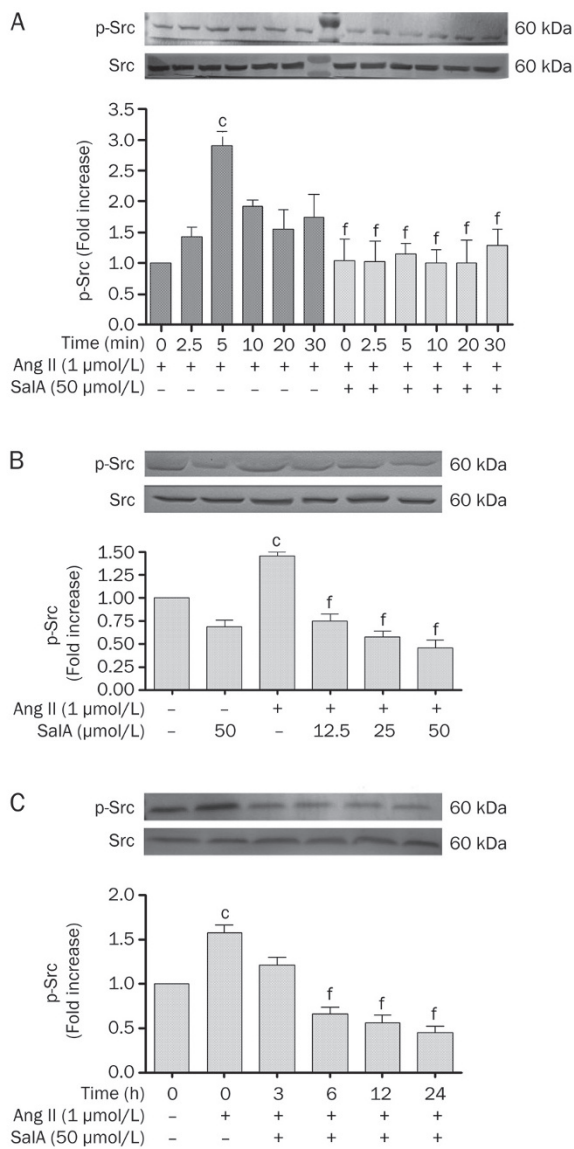 A
p-Src 60 kDa
Src 60 kDa
3.5
3.0
2.5
2.0
1.5
1.0
0.5
0.0
p-Src (Fold increase)
c f f f f f f
Time (min) 0 2.5 5 10 20 30 0 2.5 5 10 20 30
Ang II (1 μmol/L) + + + + + + + + + + + +
SalA (50 μmol/L) – – – – – – + + + + + +
B
p-Src 60 kDa
Src 60 kDa
1.50
1.25
1.00
0.75
0.50
0.25
0.00
p-Src
(Fold increase)
c f f f
Ang II (1 μmol/L) – – + + + +
SalA (μmol/L) – 50 – 12.5 25 50
C
p-Src 60 kDa
Src 60 kDa
2.0
1.5
1.0
0.5
0.0
p-Src
(Fold increase)
c f f f
Time (h) 0 0 3 6 12 24
Ang II (1 μmol/L) – + + + + +
SalA (50 μmol/L) – – + + + +